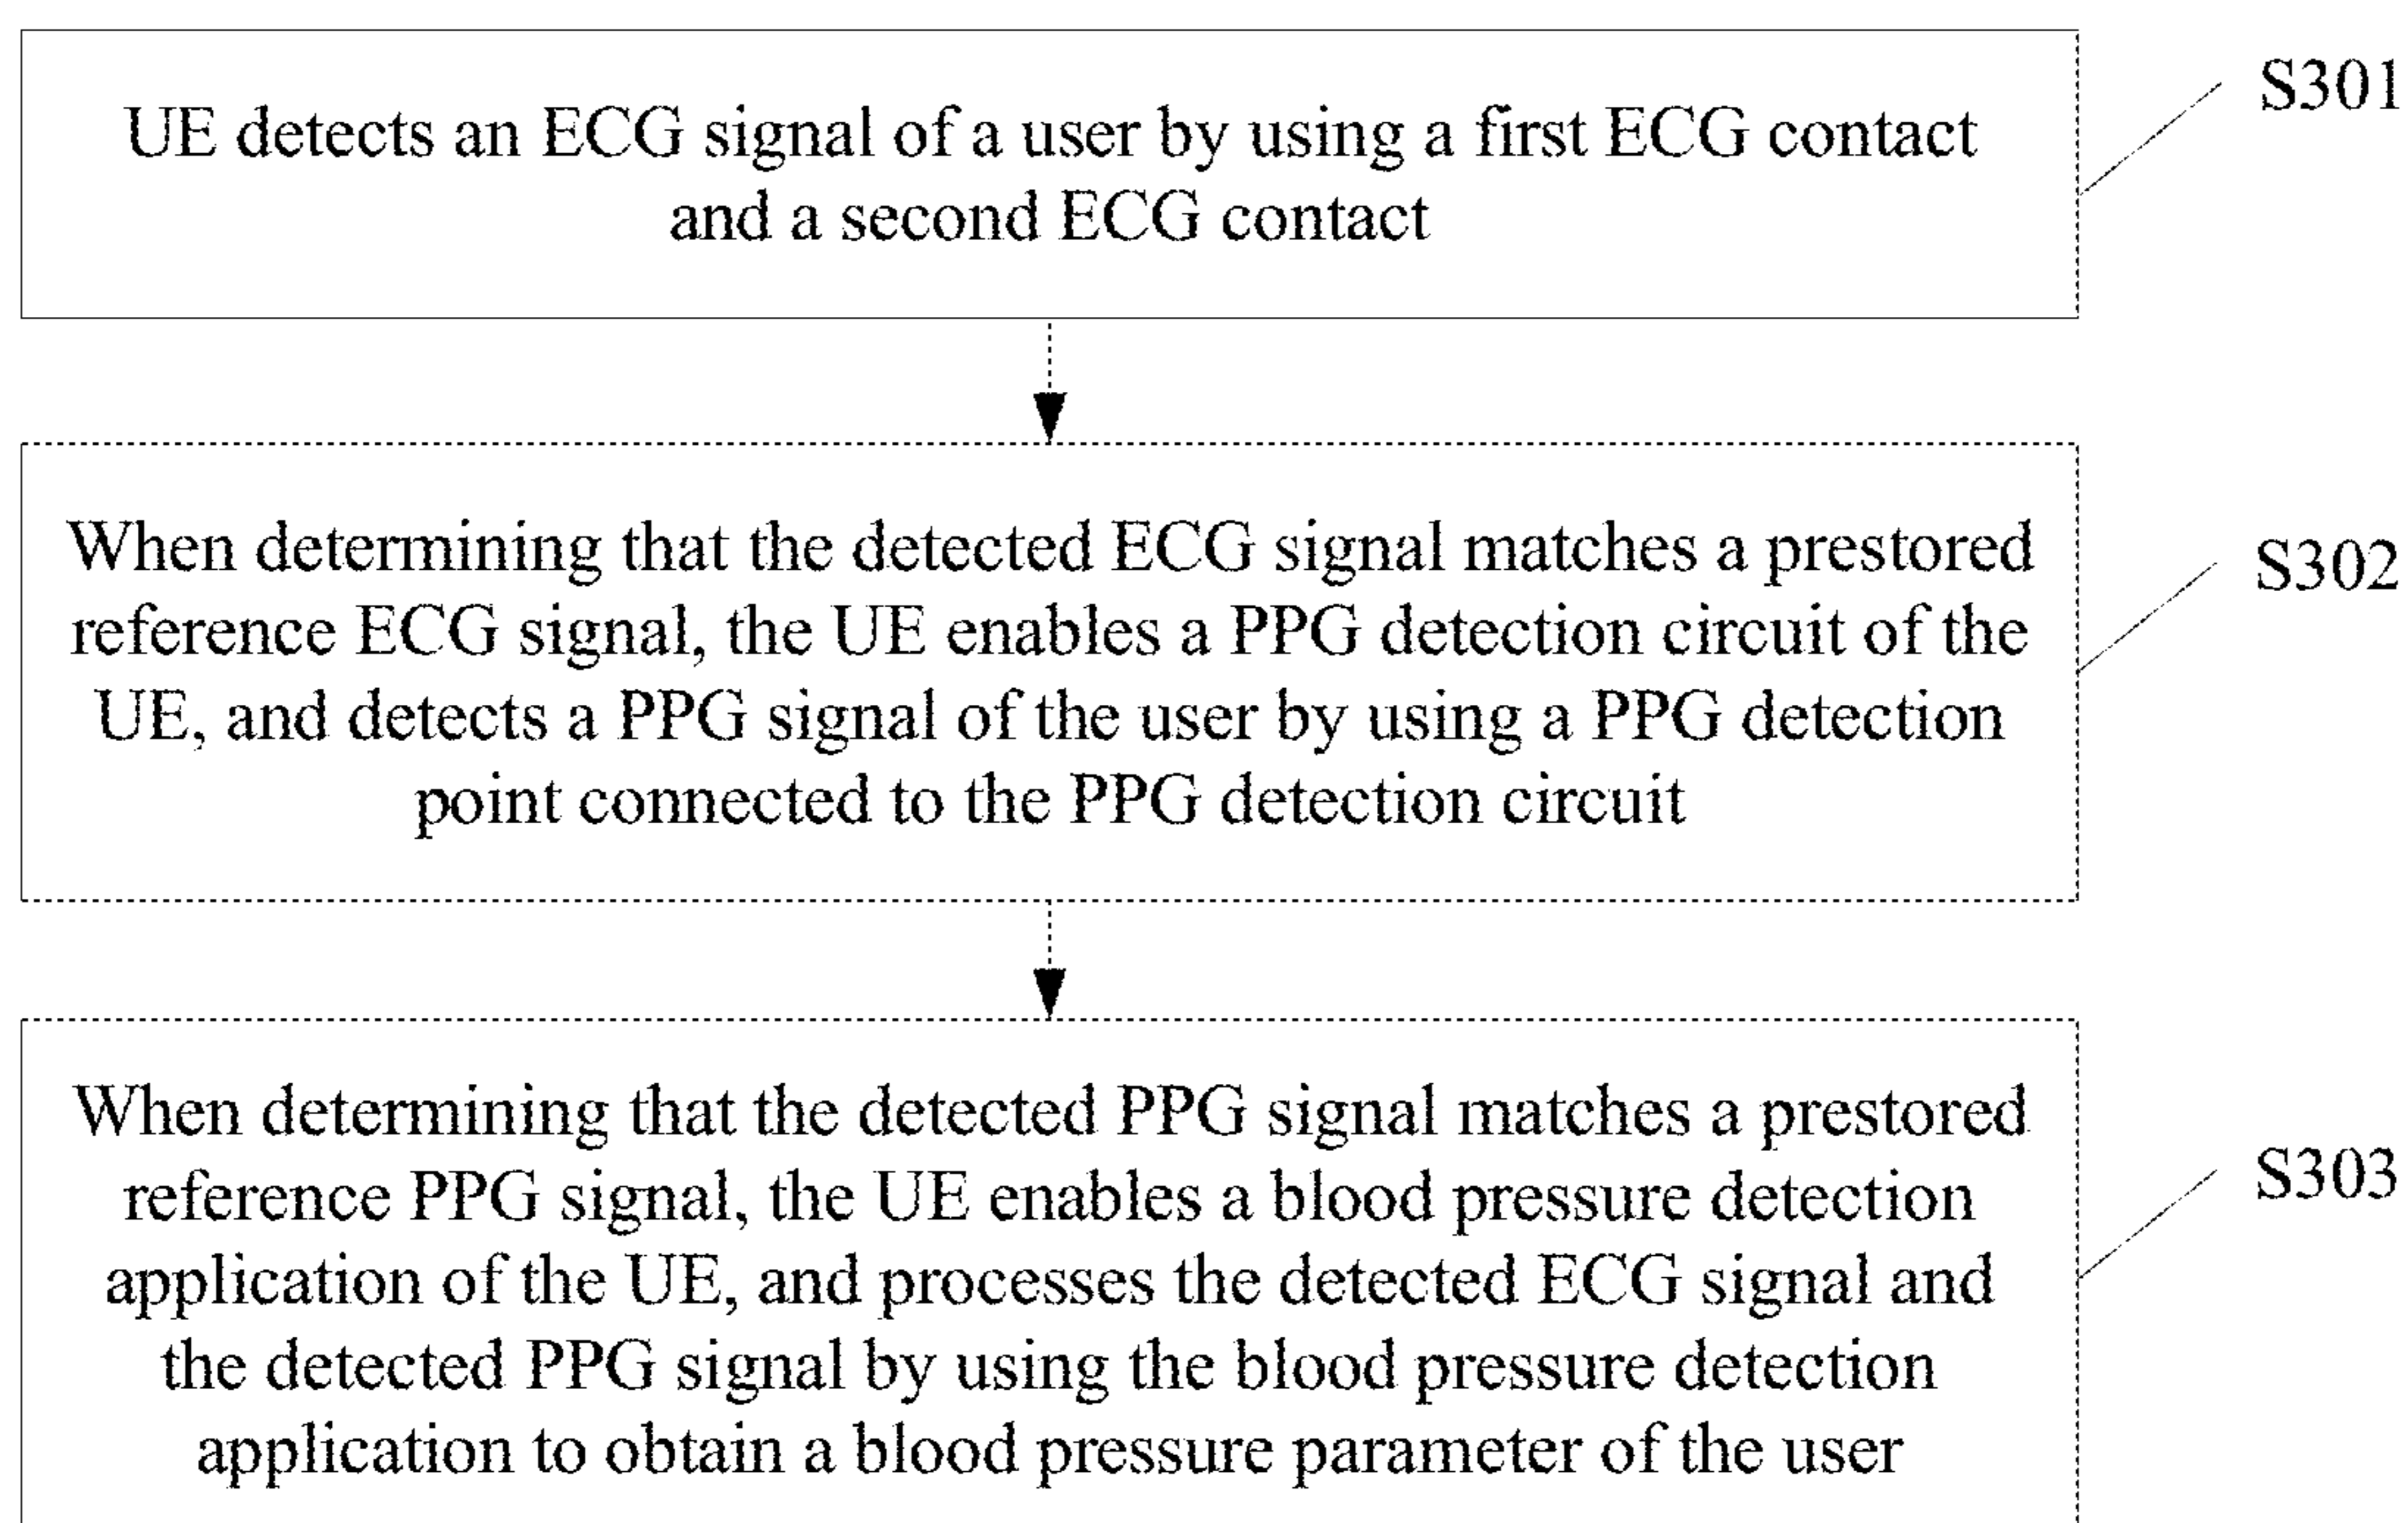 UE detects an ECG signal of a user by using a first ECG contact
and a second ECG contact
S301
When determining that the detected ECG signal matches a prestored
reference ECG signal, the UE enables a PPG detection circuit of the
UE, and detects a PPG signal of the user by using a PPG detection
point connected to the PPG detection circuit
S302
When determining that the detected PPG signal matches a prestored
reference PPG signal, the UE enables a blood pressure detection
application of the UE, and processes the detected ECG signal and
the detected PPG signal by using the blood pressure detection
application to obtain a blood pressure parameter of the user
S303